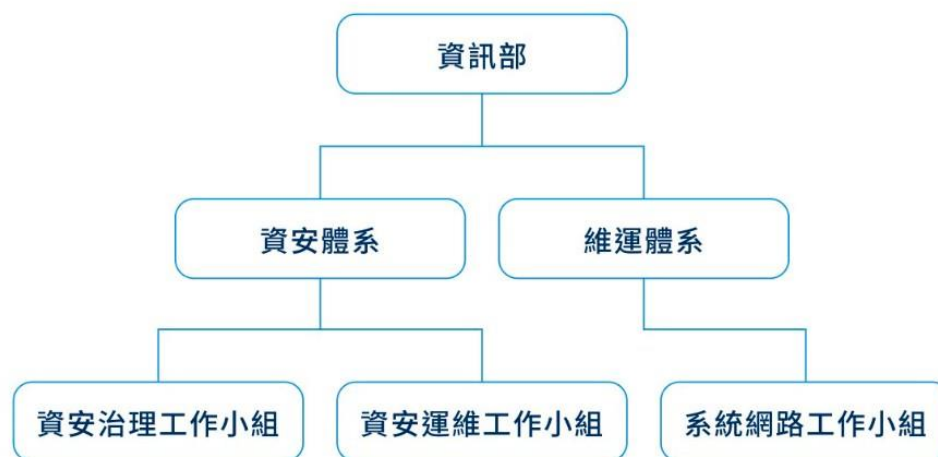 資訊部
資安體系
維運體系
資安治理工作小組
資安運維工作小組
系統網路工作小組